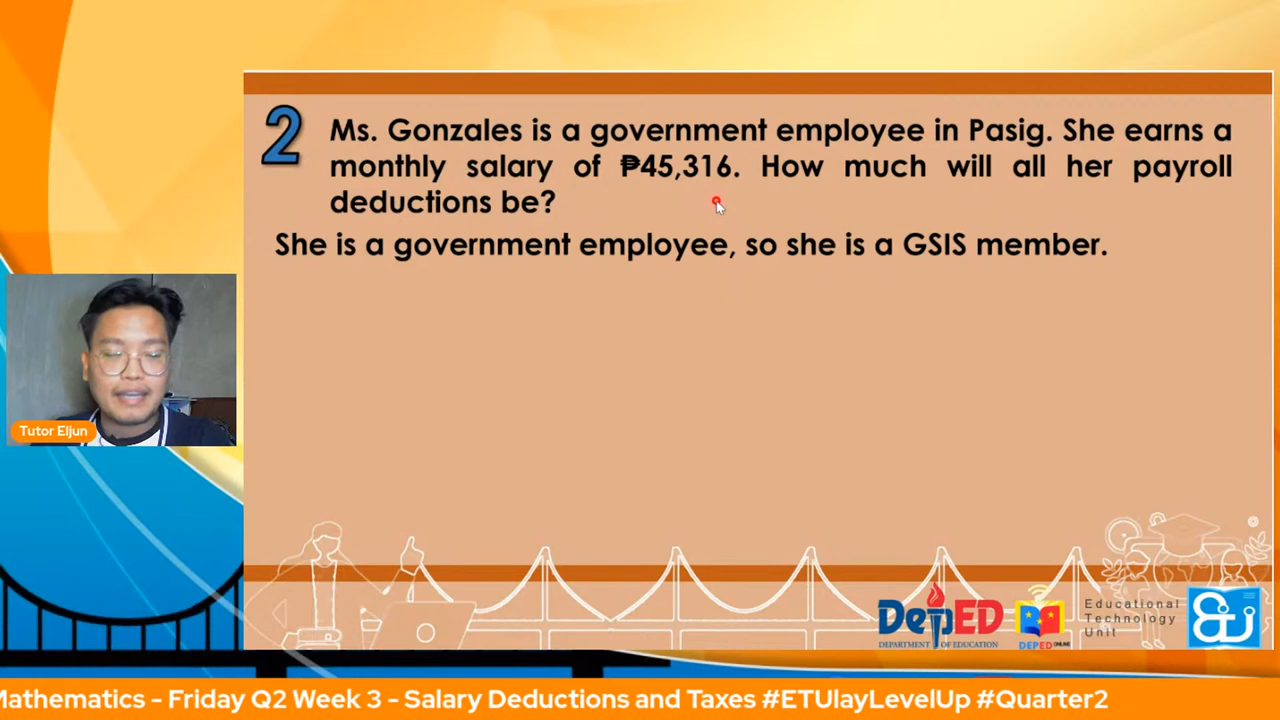 2
Ms. Gonzales is a government employee in Pasig. She earns a
monthly salary of ₱45,316. How much will all her payroll
deductions be?
She is a government employee, so she is a GSIS member.
Tutor Eljun
DepED
DEPARTMENT OF EDUCATION
DEPED ONLINE
Educational
Technology
Unit
Mathematics - Friday Q2 Week 3 - Salary Deductions and Taxes #ETUlayLevelUp #Quarter2